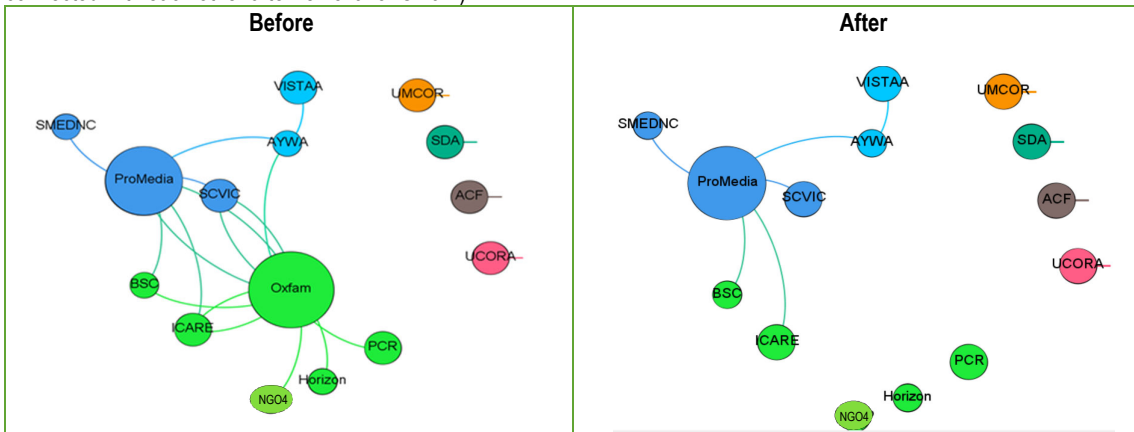 Before
VISTAA
UMCOR
SMEDNC
AYWA
SDA
ProMedia
SCVIC
ACF
UCORA
BSC
Oxfam
ICARE
PCR
Horizon
NGO4
After
VISTAA
UMCOR
SMEDNC
AYWA
SDA
ProMedia
SCVIC
ACF
UCORA
BSC
ICARE
PCR
Horizon
NGO4